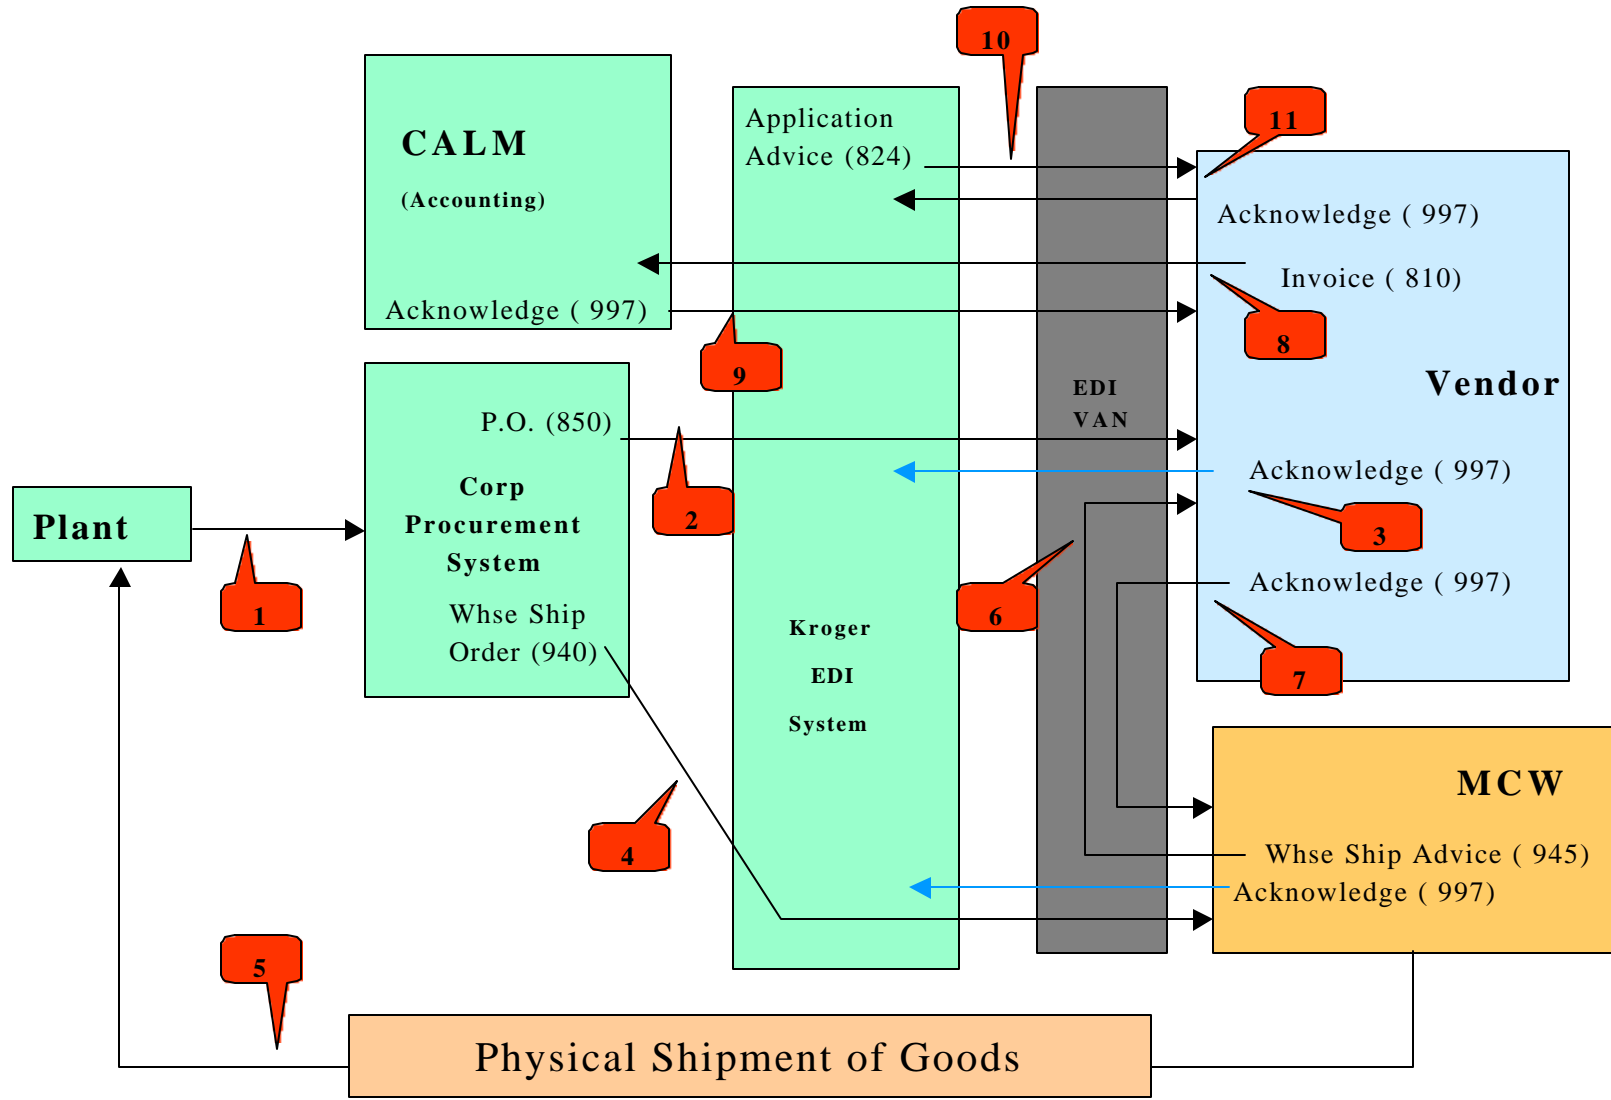 10
Application
Advice (824)
11
CALM
(Accounting)
Acknowledge ( 997)
Invoice ( 810)
Acknowledge ( 997)
8
9
Vendor
EDI
VAN
P.O. (850)
Acknowledge ( 997)
Corp
Procurement
System
2
3
Plant
1
6
Acknowledge ( 997)
Whse Ship
Order (940)
Kroger
EDI
System
7
MCW
4
Whse Ship Advice ( 945)
Acknowledge ( 997)
5
Physical Shipment of Goods